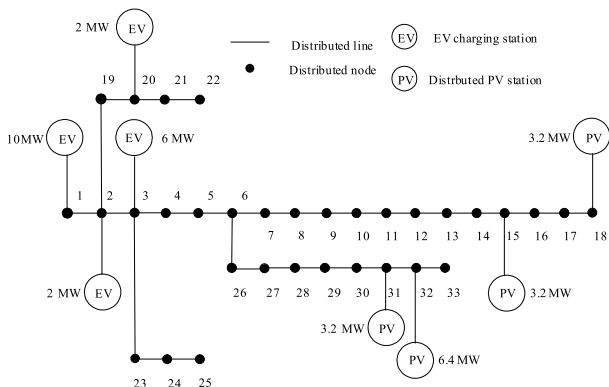 2 MW EV
Distributed line
EV EV charging station
19 20 21 22
Distributed node
PV Distrbuted PV station
10 MW EV
EV 6 MW
3.2 MW PV
1 2 3 4 5 6
7 8 9 10 11 12 13 14 15 16 17 18
2 MW EV
26 27 28 29 30 31 32 33
PV 3.2 MW
3.2 MW PV
PV 6.4 MW
23 24 25